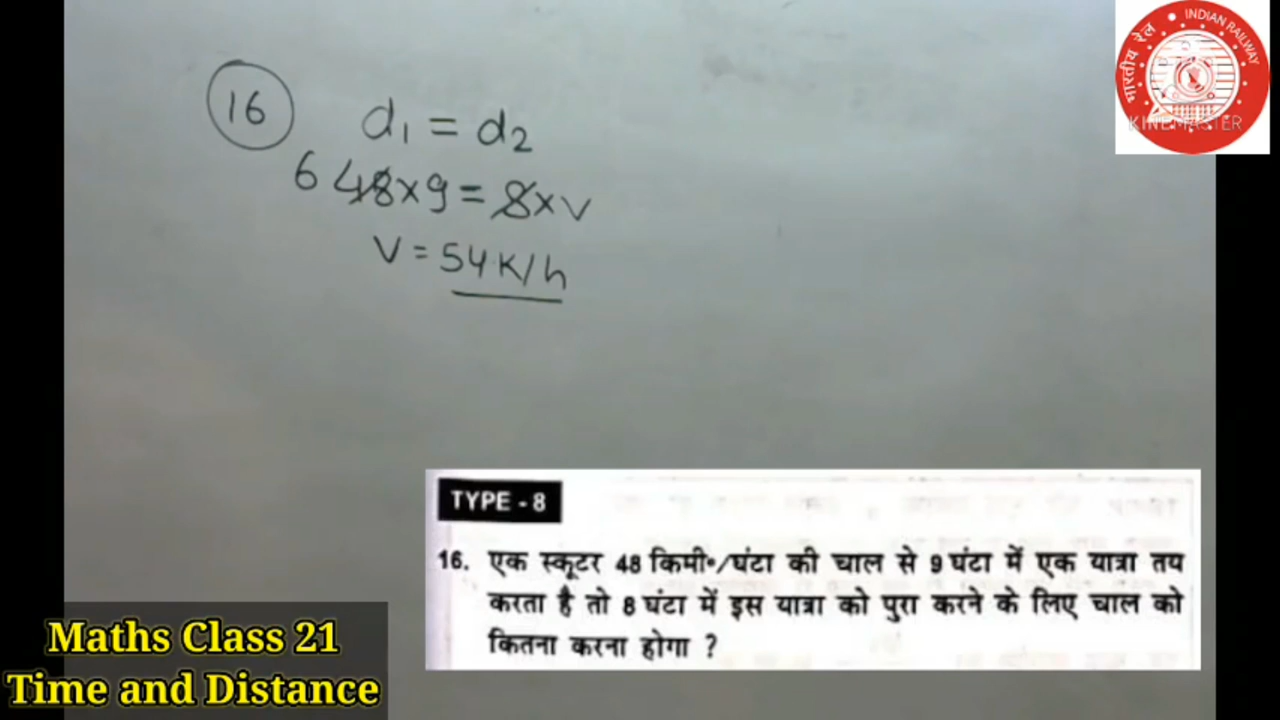 भारतीय रेल
INDIAN RAILWAY
KINEMASTER
16
d₁ = d₂
6 48×9 = 8×v
V = 54K/h
TYPE - 8
16. एक स्कूटर 48 किमी॰/घंटा की चाल से 9 घंटा में एक यात्रा तय
करता है तो 8 घंटा में इस यात्रा को पुरा करने के लिए चाल को
कितना करना होगा ?
Maths Class 21
Time and Distance